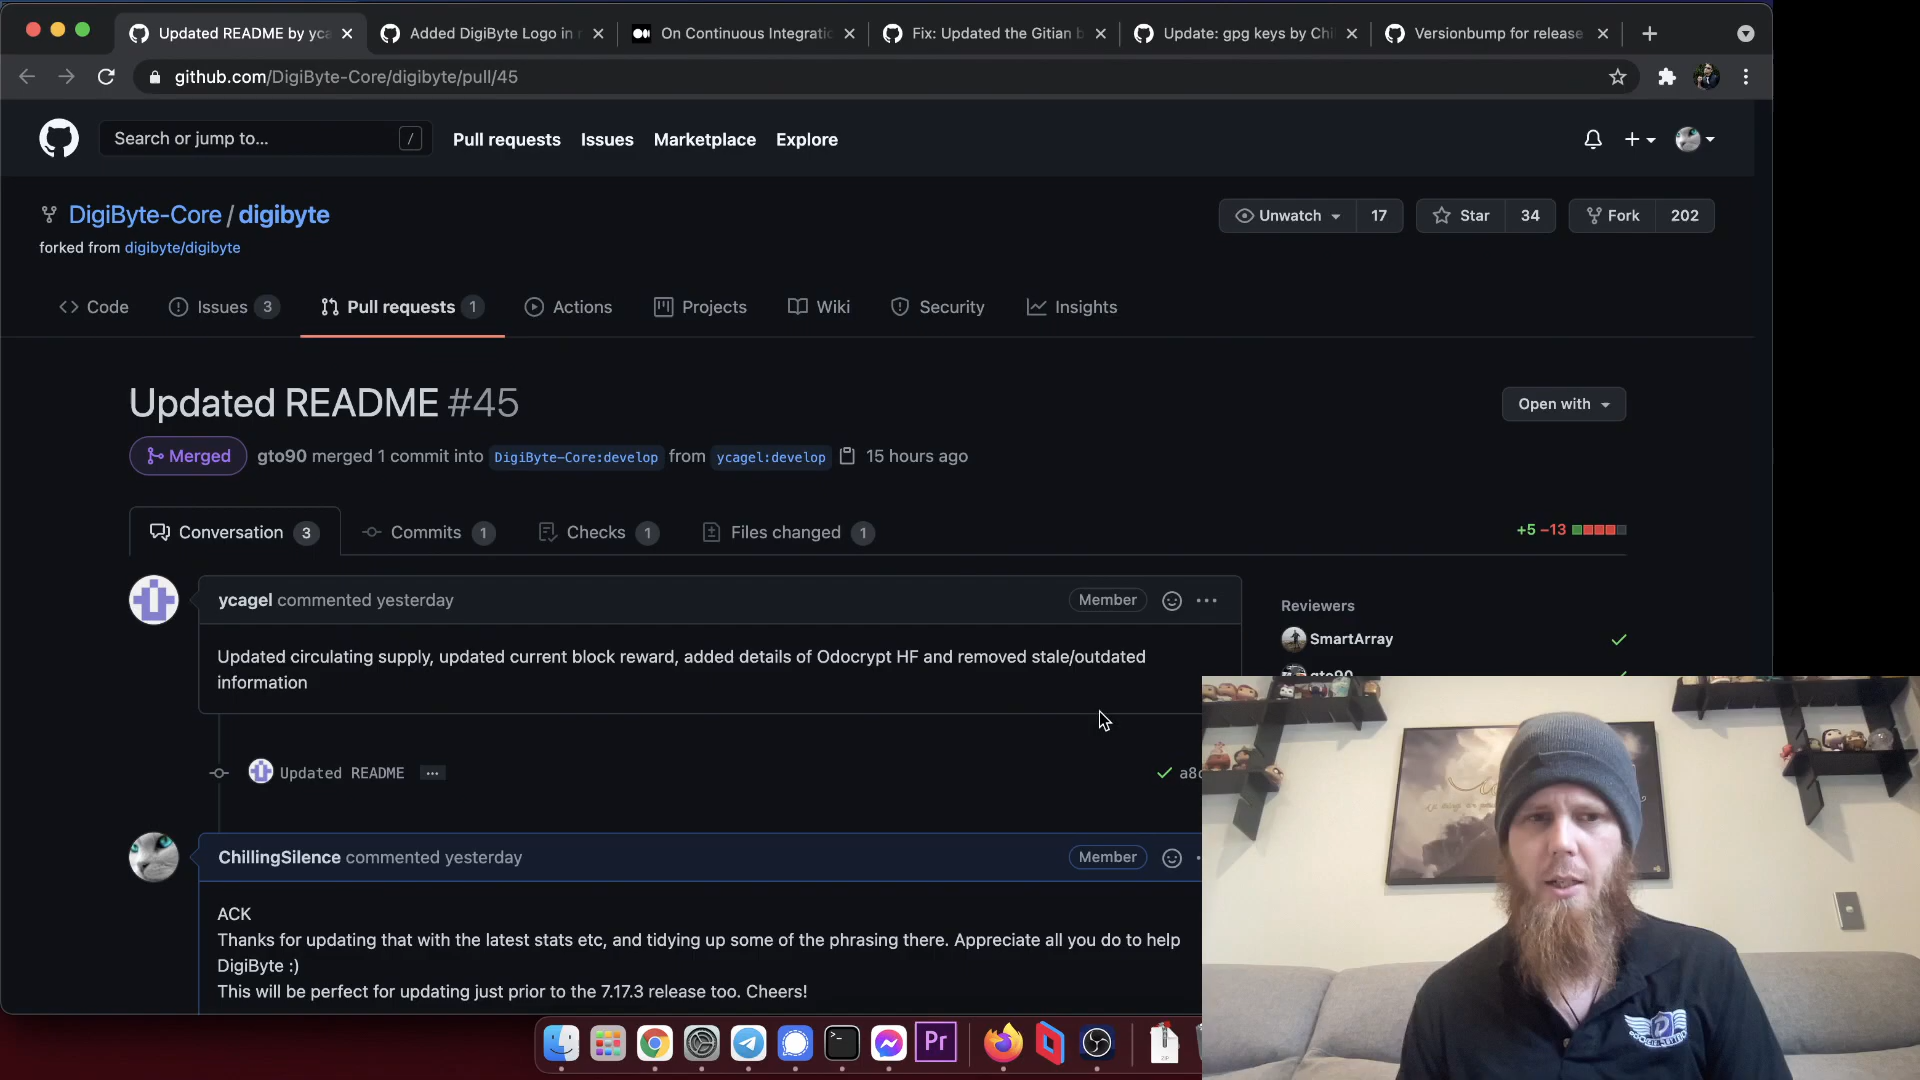 Updated README by yca
Added DigiByte Logo in
On Continuous Integratio
Fix: Updated the Gitian b
Update: gpg keys by Chi
Versionbump for release
github.com/DigiByte-Core/digibyte/pull/45
Search or jump to...
/
Pull requests
Issues
Marketplace
Explore
DigiByte-Core / digibyte
Unwatch
17
Star
34
Fork
202
forked from digibyte/digibyte
Code
Issues 3
Pull requests 1
Actions
Projects
Wiki
Security
Insights
Updated README #45
Open with
Merged
gto90 merged 1 commit into DigiByte-Core:develop from ycagel:develop 15 hours ago
Conversation 3
Commits 1
Checks 1
Files changed 1
+5 −13
ycagel commented yesterday
Member
Reviewers
SmartArray
gto90
Updated circulating supply, updated current block reward, added details of Odocrypt HF and removed stale/outdated
information
Updated README
...
a8c
ChillingSilence commented yesterday
Member
ACK
Thanks for updating that with the latest stats etc, and tidying up some of the phrasing there. Appreciate all you do to help
DigiByte :)
This will be perfect for updating just prior to the 7.17.3 release too. Cheers!
Pr